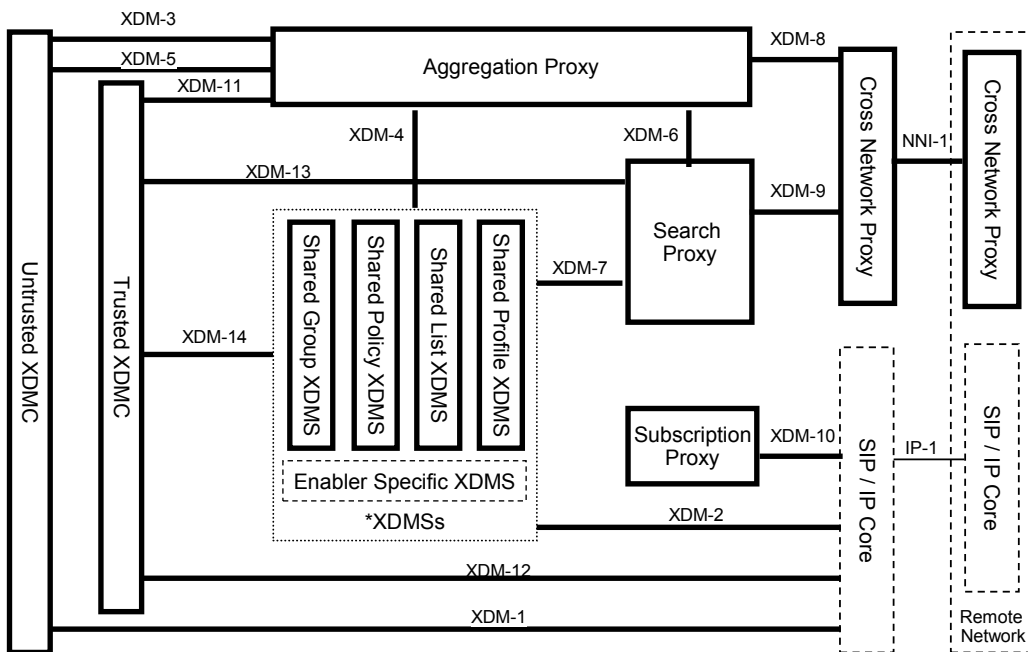 XDM-3
XDM-5
XDM-11
Aggregation Proxy
XDM-8
XDM-4
XDM-6
NNI-1
XDM-13
Untrusted XDMC
Trusted XDMC
Shared Group XDMS
Shared Policy XDMS
Shared List XDMS
Shared Profile XDMS
Enabler Specific XDMS
*XDMSs
XDM-14
XDM-7
Search
Proxy
XDM-9
Cross Network Proxy
Cross Network Proxy
Subscription
Proxy
XDM-10
SIP / IP Core
IP-1
SIP / IP Core
XDM-2
XDM-12
XDM-1
Remote
Network